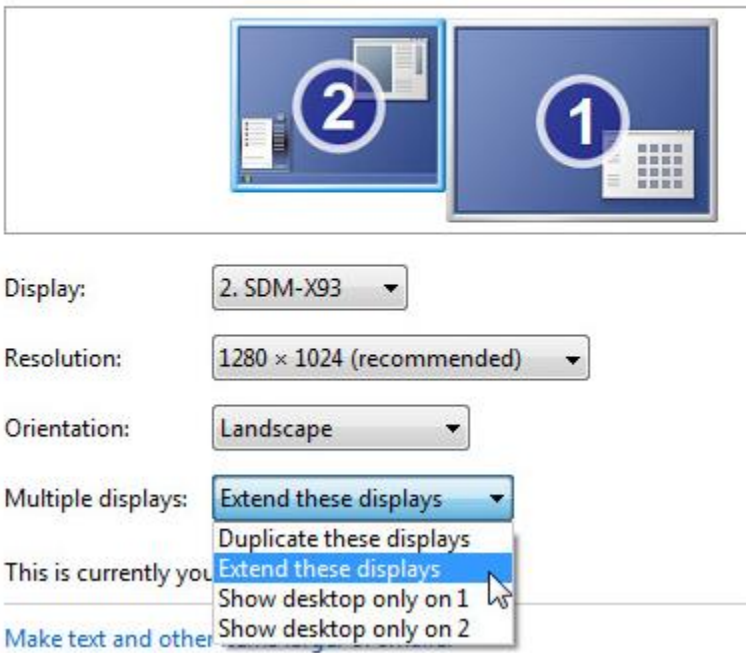 2
1
Display: 2. SDM-X93
Resolution: 1280 × 1024 (recommended)
Orientation: Landscape
Multiple displays: Extend these displays
Duplicate these displays
This is currently you
Extend these displays
Show desktop only on 1
Make text and other
Show desktop only on 2